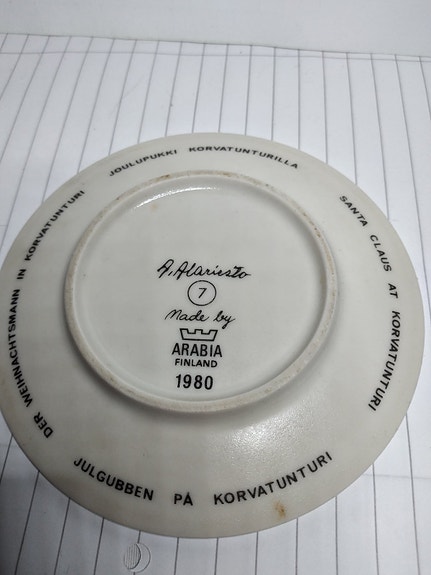 JOULUPUKKI KORVATUNTURILLA
SANTA CLAUS AT KORVATUNTURI
JULGUBBEN PÅ KORVATUNTURI
DER WEIHNACHTSMANN IN KORVATUNTURI
A. Alariesto
7
Made by
ARABIA
FINLAND
1980